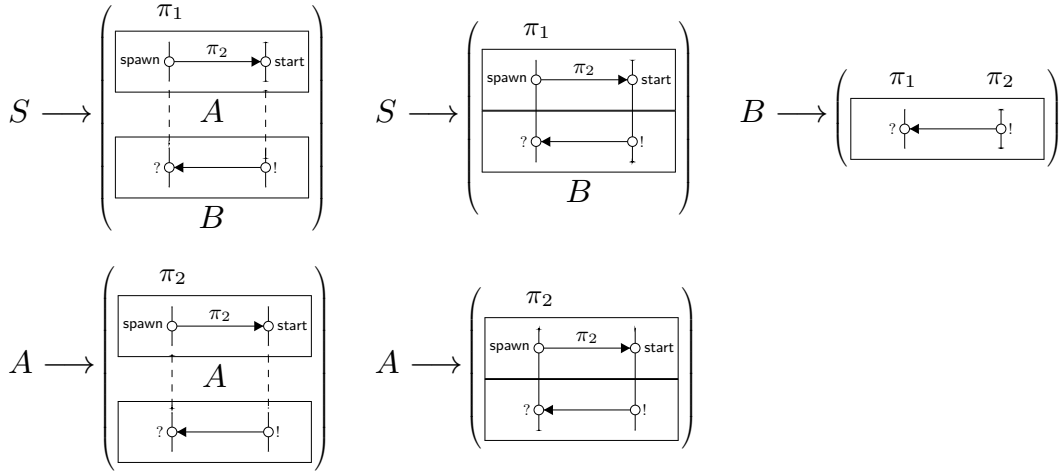 π1 π1
S → spawn π2 start S → spawn π2 start B → π1 π2
A ? ! ? !
? ! B
B
π2 π2
A → spawn π2 start A → spawn π2 start
A ? !
? !